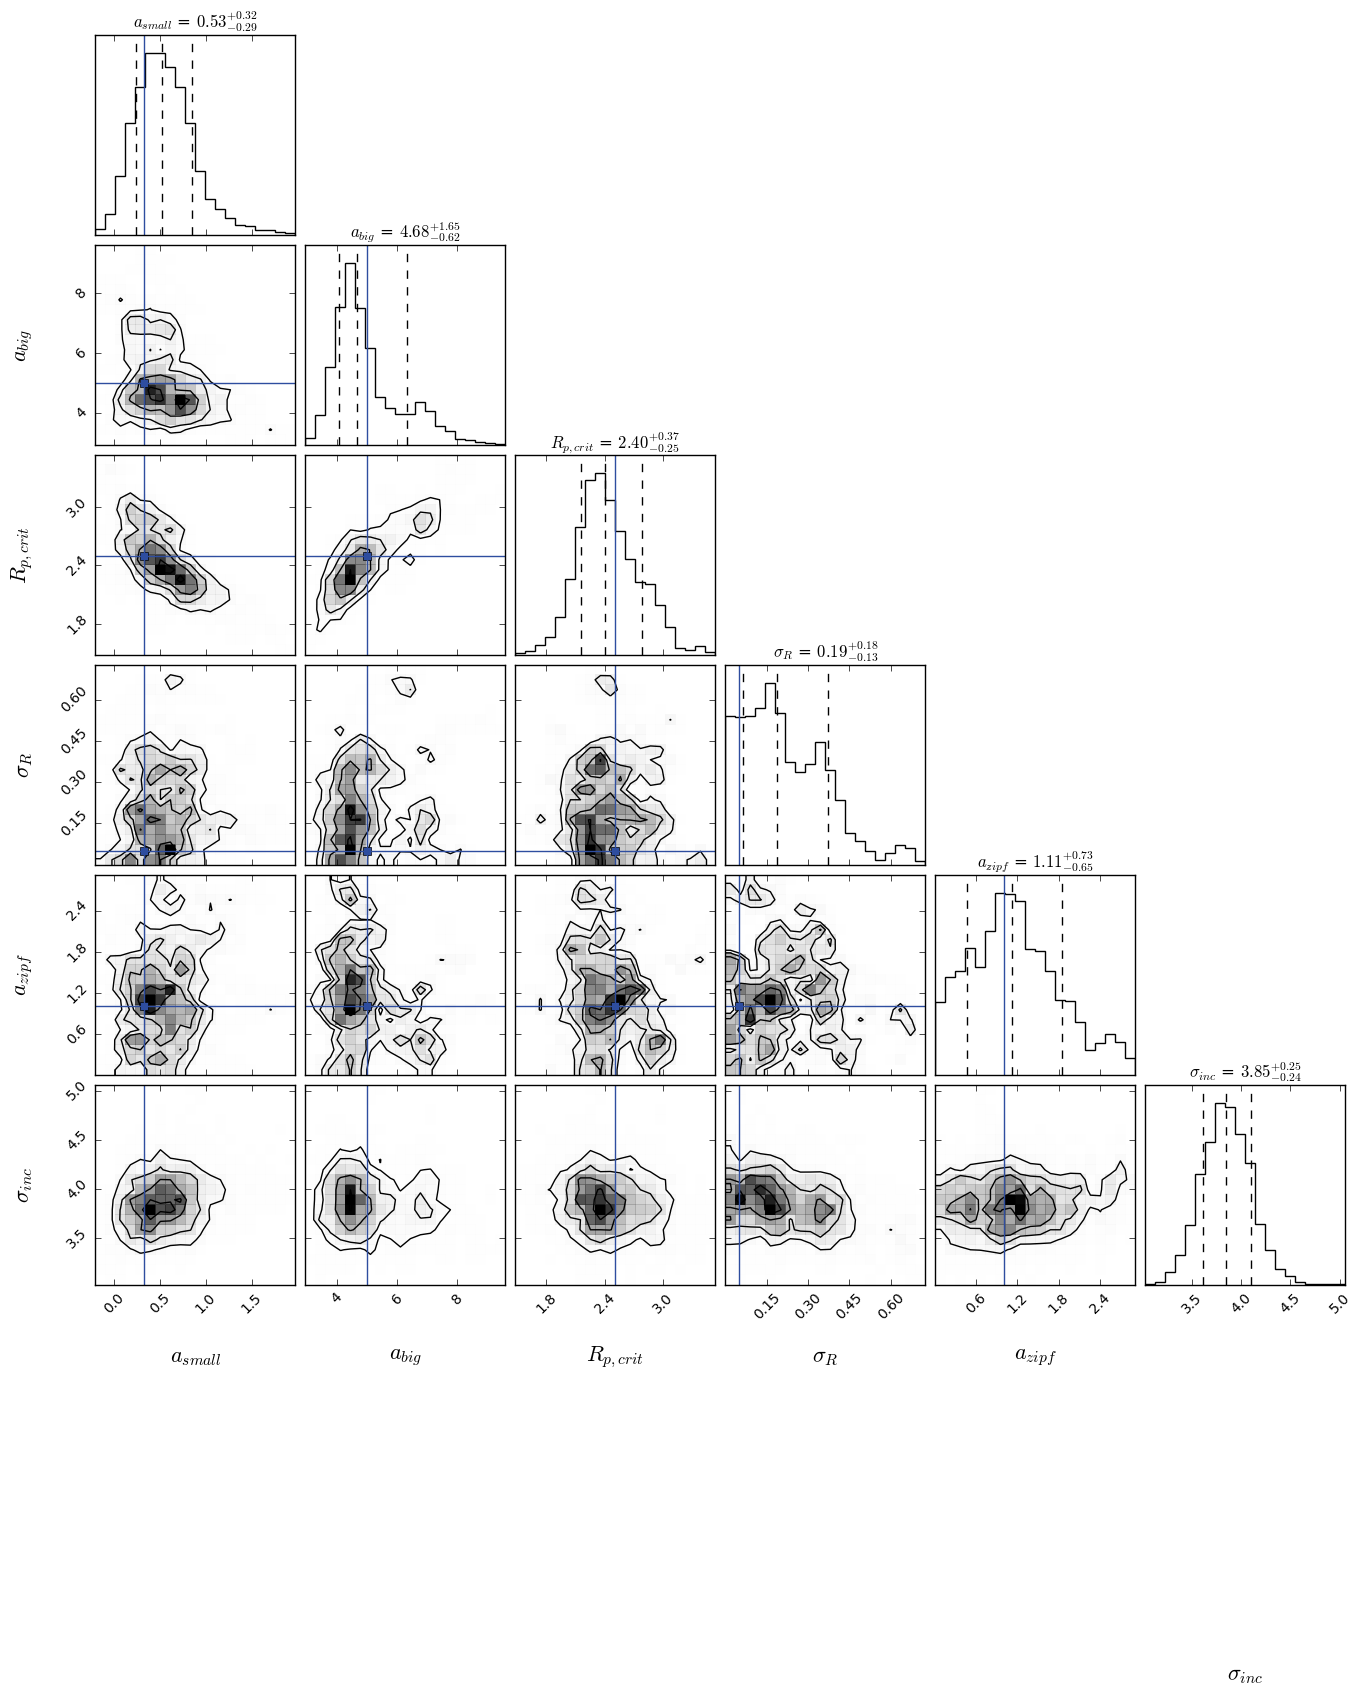 a_small = 0.53 +0.32 −0.29
a_big = 4.68 +1.65 −0.62
a_big
8
6
4
R_p,crit = 2.40 +0.37 −0.25
R_p,crit
3.0
2.4
1.8
σ_R = 0.19 +0.18 −0.13
σ_R
0.60
0.45
0.30
0.15
a_zipf = 1.11 +0.73 −0.65
a_zipf
2.4
1.8
1.2
0.6
σ_inc = 3.85 +0.25 −0.24
σ_inc
5.0
4.5
4.0
3.5
0.0 0.5 1.0 1.5 4 6 8 1.8 2.4 3.0 0.15 0.30 0.45 0.60 0.6 1.2 1.8 2.4 3.5 4.0 4.5 5.0
a_small a_big R_p,crit σ_R a_zipf
σ_inc